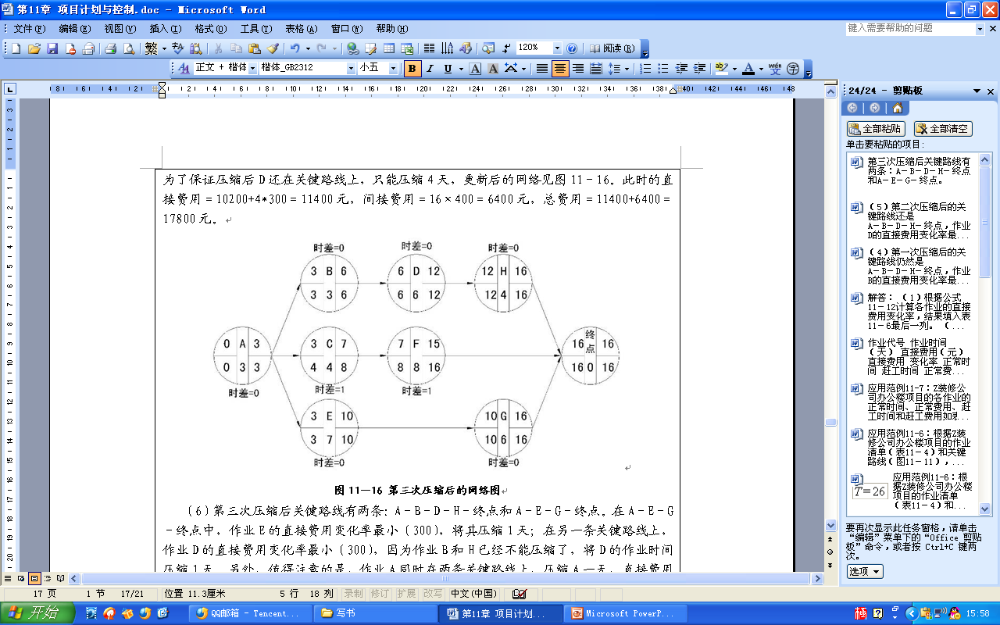 第11章 项目计划与控制.doc - Microsoft Word
文件(F) 编辑(E) 视图(V) 插入(I) 格式(O) 工具(T) 表格(A) 窗口(W) 帮助(H) 键入需要帮助的问题
120% 阅读(R)
正文 + 楷体 楷体_GB2312 小五
24/24 - 剪贴板
全部粘贴 全部清空
单击要粘贴的项目:
为了保证压缩后D还在关键路线上，只能压缩4天，更新后的网络见图11-16。此时的直
接费用＝10200+4*300＝11400元，间接费用＝16×400＝6400元，总费用＝11400+6400＝
17800元。
时差=0 时差=0 时差=0
3 B 6 6 D 12 12 H 16
3 3 6 6 6 12 12 4 16
0 A 3 3 C 7 7 F 15 16 终点 16
0 3 3 4 4 8 8 8 16 16 0 16
时差=0 时差=1 时差=1
3 E 10 10 G 16
3 7 10 10 6 16
时差=0 时差=0
图11—16 第三次压缩后的网络图
（6）第三次压缩后关键路线有两条：A-B-D-H-终点和A-E-G-终点。在A-E-G
-终点中，作业E的直接费用变化率最小（300），将其压缩1天；在另一条关键路线上，
作业D的直接费用变化率最小（300），因为作业B和H已经不能压缩了，将D的作业时间
压缩1天。另外，值得注意的是，作业A同时在两条关键路线上，压缩A一天，直接费用
第三次压缩后关键路线有
两条：A-B-D-H-终点
和A-E-G-终点。
（5）第二次压缩后的关
键路线还是
A-B-D-H-终点，作业
D的直接费用变化率最...
（4）第一次压缩后的关
键路线仍然是
A-B-D-H-终点，作业
B的直接费用变化率最...
解答：（1）根据公式
11-12计算各作业的直接
费用变化率，结果填入表
11-6最后一列。（...
作业代号 作业时间
（天） 直接费用（元）
直接费用 变化率 正常时
间 赶工时间 正常费...
应用范例11-7：Z装修公
司办公楼项目的各作业的
正常时间、正常费用、赶
工时间和赶工费用如表...
应用范例11-6：根据Z装
修公司办公楼项目的作业
清单（表11-4）和关键
路线（图11-11），...
应用范例11-6：根
据Z装修公司办公楼
项目的作业清单
（表11-4）和...
T=26
要再次显示此任务窗格，请单击
“编辑”菜单下的“Office 剪贴
板”命令，或者按 Ctrl+C 键两
次。
选项
17 页 1 节 17/21 位置 11.3厘米 5 行 18 列 录制 修订 扩展 改写 中文(中国)
开始 QQ邮箱 - Tencent... 写书 第11章 项目计划... Microsoft PowerP... 15:58